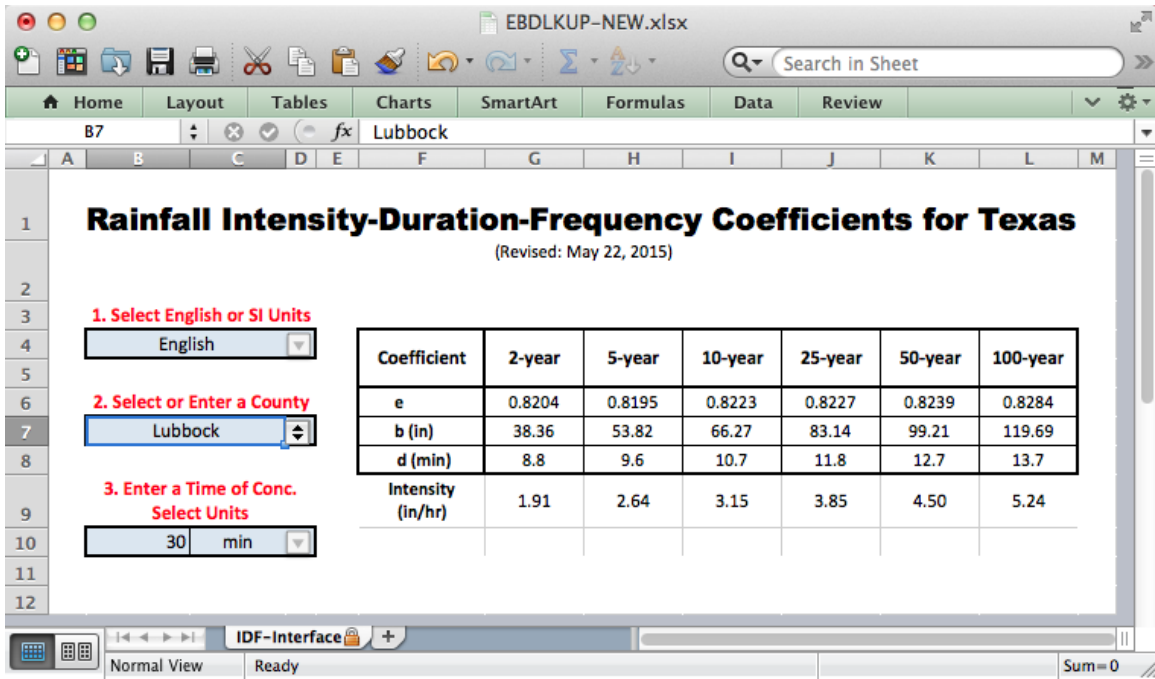 EBDLKUP-NEW.xlsx
Search in Sheet
Home Layout Tables Charts SmartArt Formulas Data Review
B7 fx Lubbock
A B C D E F G H I J K L M
1 Rainfall Intensity-Duration-Frequency Coefficients for Texas
(Revised: May 22, 2015)
2
3 1. Select English or SI Units
4 English Coefficient 2-year 5-year 10-year 25-year 50-year 100-year
5
6 2. Select or Enter a County e 0.8204 0.8195 0.8223 0.8227 0.8239 0.8284
7 Lubbock b (in) 38.36 53.82 66.27 83.14 99.21 119.69
8 d (min) 8.8 9.6 10.7 11.8 12.7 13.7
3. Enter a Time of Conc. Intensity
9 Select Units (in/hr) 1.91 2.64 3.15 3.85 4.50 5.24
10 30 min
11
12
IDF-Interface +
Normal View Ready Sum=0